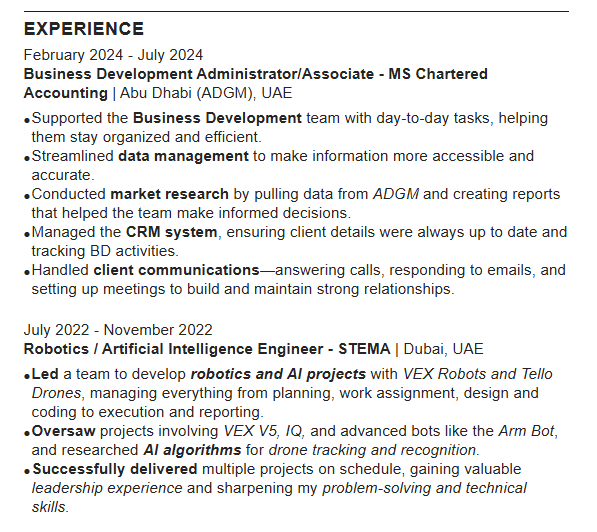 EXPERIENCE
February 2024 - July 2024
Business Development Administrator/Associate - MS Chartered
Accounting | Abu Dhabi (ADGM), UAE
●Supported the Business Development team with day-to-day tasks, helping
them stay organized and efficient.
●Streamlined data management to make information more accessible and
accurate.
●Conducted market research by pulling data from ADGM and creating reports
that helped the team make informed decisions.
●Managed the CRM system, ensuring client details were always up to date and
tracking BD activities.
●Handled client communications—answering calls, responding to emails, and
setting up meetings to build and maintain strong relationships.
July 2022 - November 2022
Robotics / Artificial Intelligence Engineer - STEMA | Dubai, UAE
●Led a team to develop robotics and AI projects with VEX Robots and Tello
Drones, managing everything from planning, work assignment, design and
coding to execution and reporting.
●Oversaw projects involving VEX V5, IQ, and advanced bots like the Arm Bot,
and researched AI algorithms for drone tracking and recognition.
●Successfully delivered multiple projects on schedule, gaining valuable
leadership experience and sharpening my problem-solving and technical
skills.